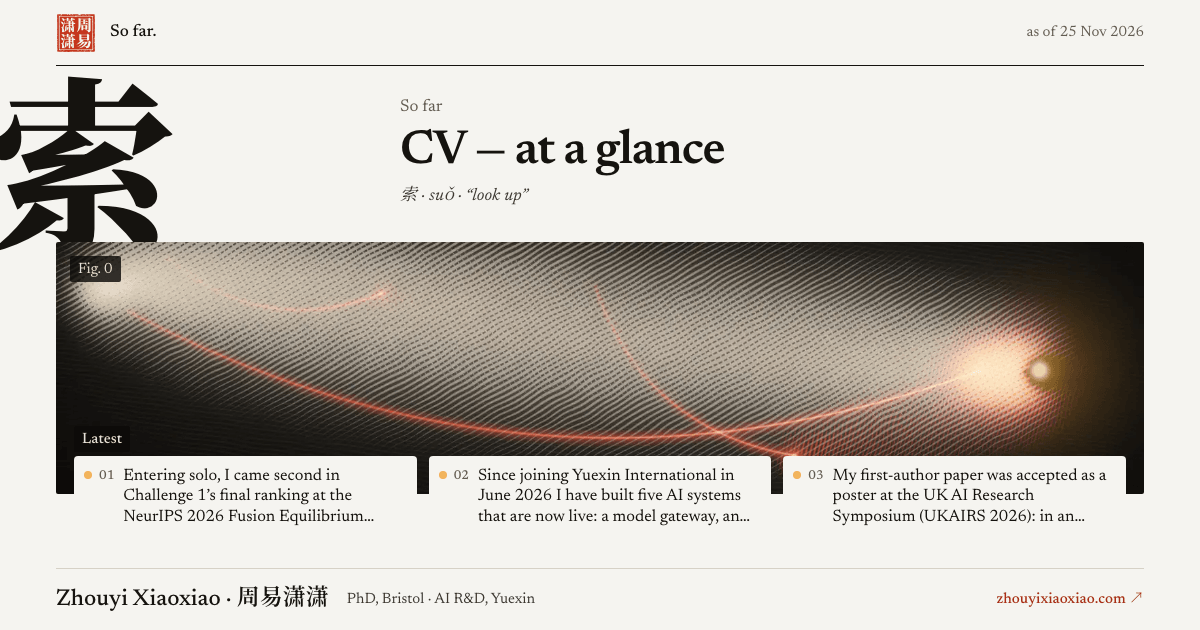 周易
潇潇
So far.
as of 25 Nov 2026
索
So far
CV — at a glance
索 · suǒ · “look up”
Fig. 0
Latest
01 Entering solo, I came second in
Challenge 1’s final ranking at the
NeurIPS 2026 Fusion Equilibrium…
02 Since joining Yuexin International in
June 2026 I have built five AI systems
that are now live: a model gateway, an…
03 My first-author paper was accepted as a
poster at the UK AI Research
Symposium (UKAIRS 2026): in an…
Zhouyi Xiaoxiao · 周易潇潇
PhD, Bristol · AI R&D, Yuexin
zhouyixiaoxiao.com ↗